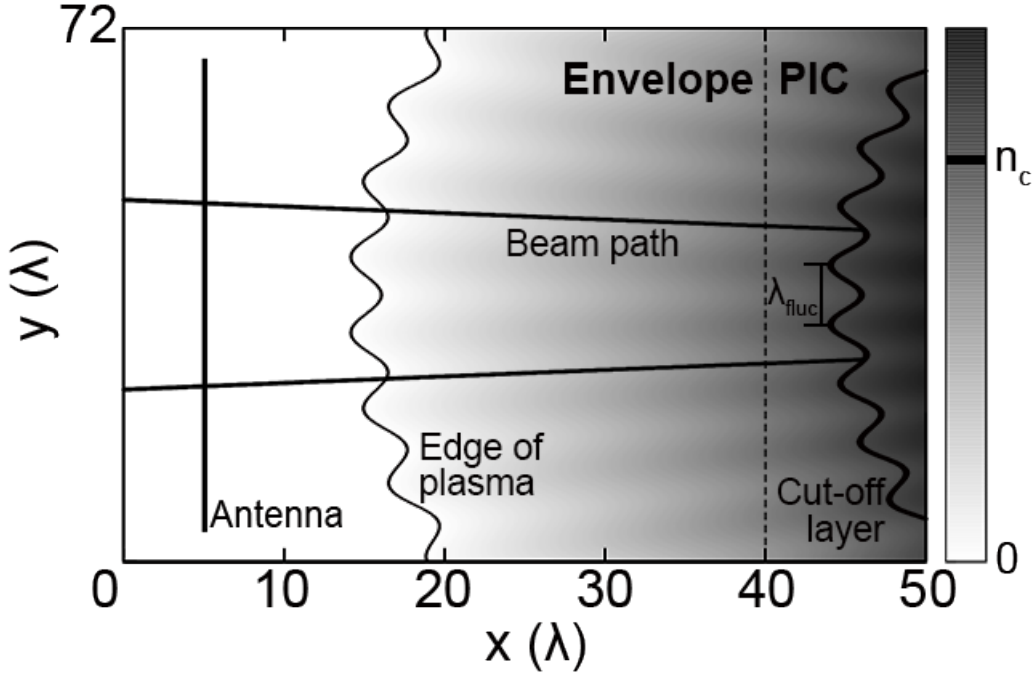 72
Envelope PIC
n_c
y (λ)
Beam path
λ_fluc
Edge of
plasma
Antenna
Cut-off
layer
0
0 10 20 30 40 50
x (λ)